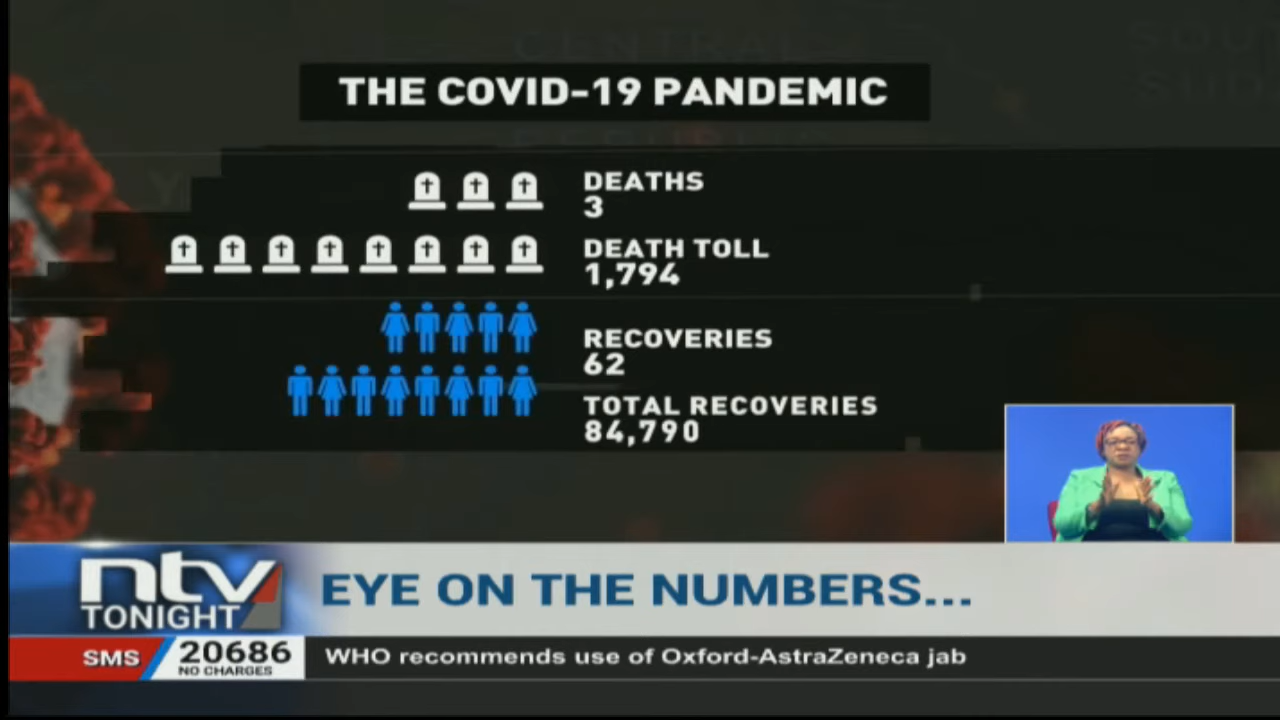 THE COVID-19 PANDEMIC
DEATHS
3
DEATH TOLL
1,794
RECOVERIES
62
TOTAL RECOVERIES
84,790
ntv
TONIGHT
EYE ON THE NUMBERS...
SMS
20686
NO CHARGES
WHO recommends use of Oxford-AstraZeneca jab